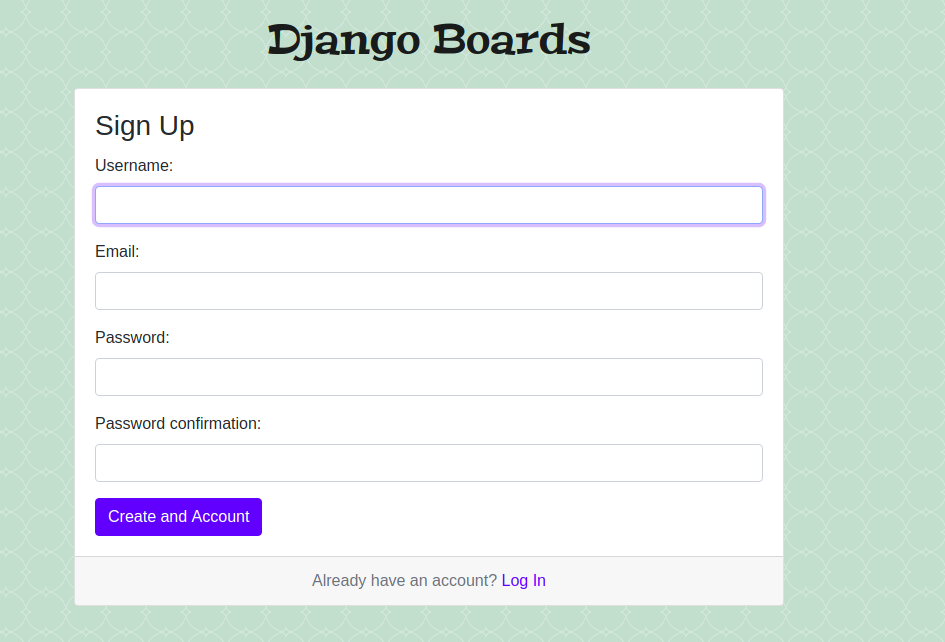 Django Boards
Sign Up
Username:
Email:
Password:
Password confirmation:
Create and Account
Already have an account? Log In